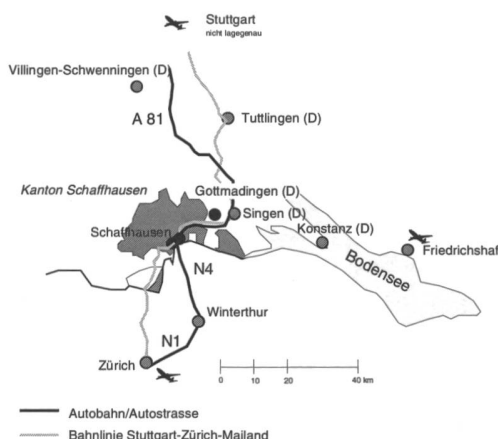 Stuttgart
nicht lagegenau
Villingen-Schwenningen (D)
A 81
Tuttlingen (D)
Kanton Schaffhausen
Gottmadingen (D)
Singen (D)
Schaffhausen
Konstanz (D)
Friedrichshaf
Bodensee
N4
Winterthur
N1
Zürich
0 10 20 40 km
Autobahn/Autostrasse
Bahnlinie Stuttgart-Zürich-Mailand